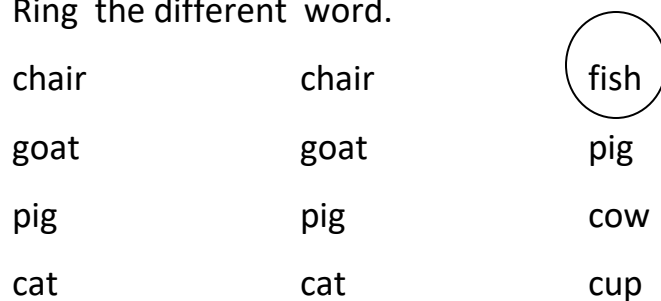 Ring the different word.
chair chair fish
goat goat pig
pig pig cow
cat cat cup